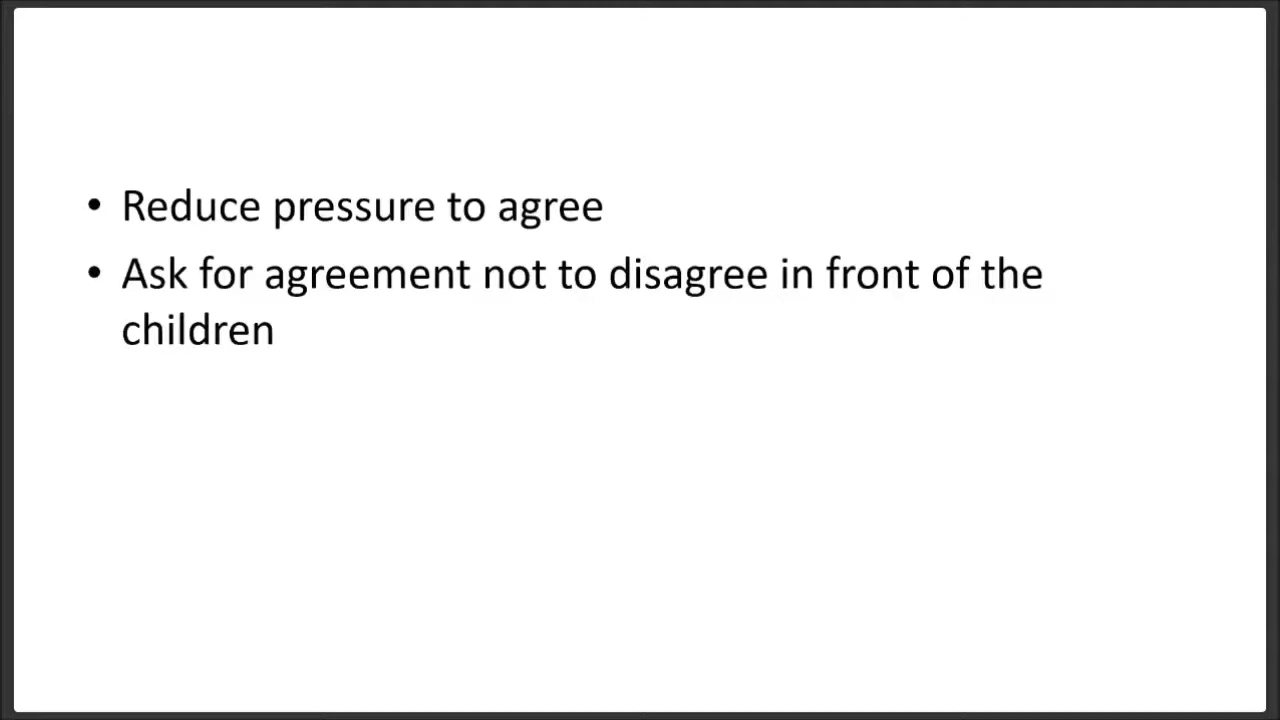 • Reduce pressure to agree
• Ask for agreement not to disagree in front of the
children